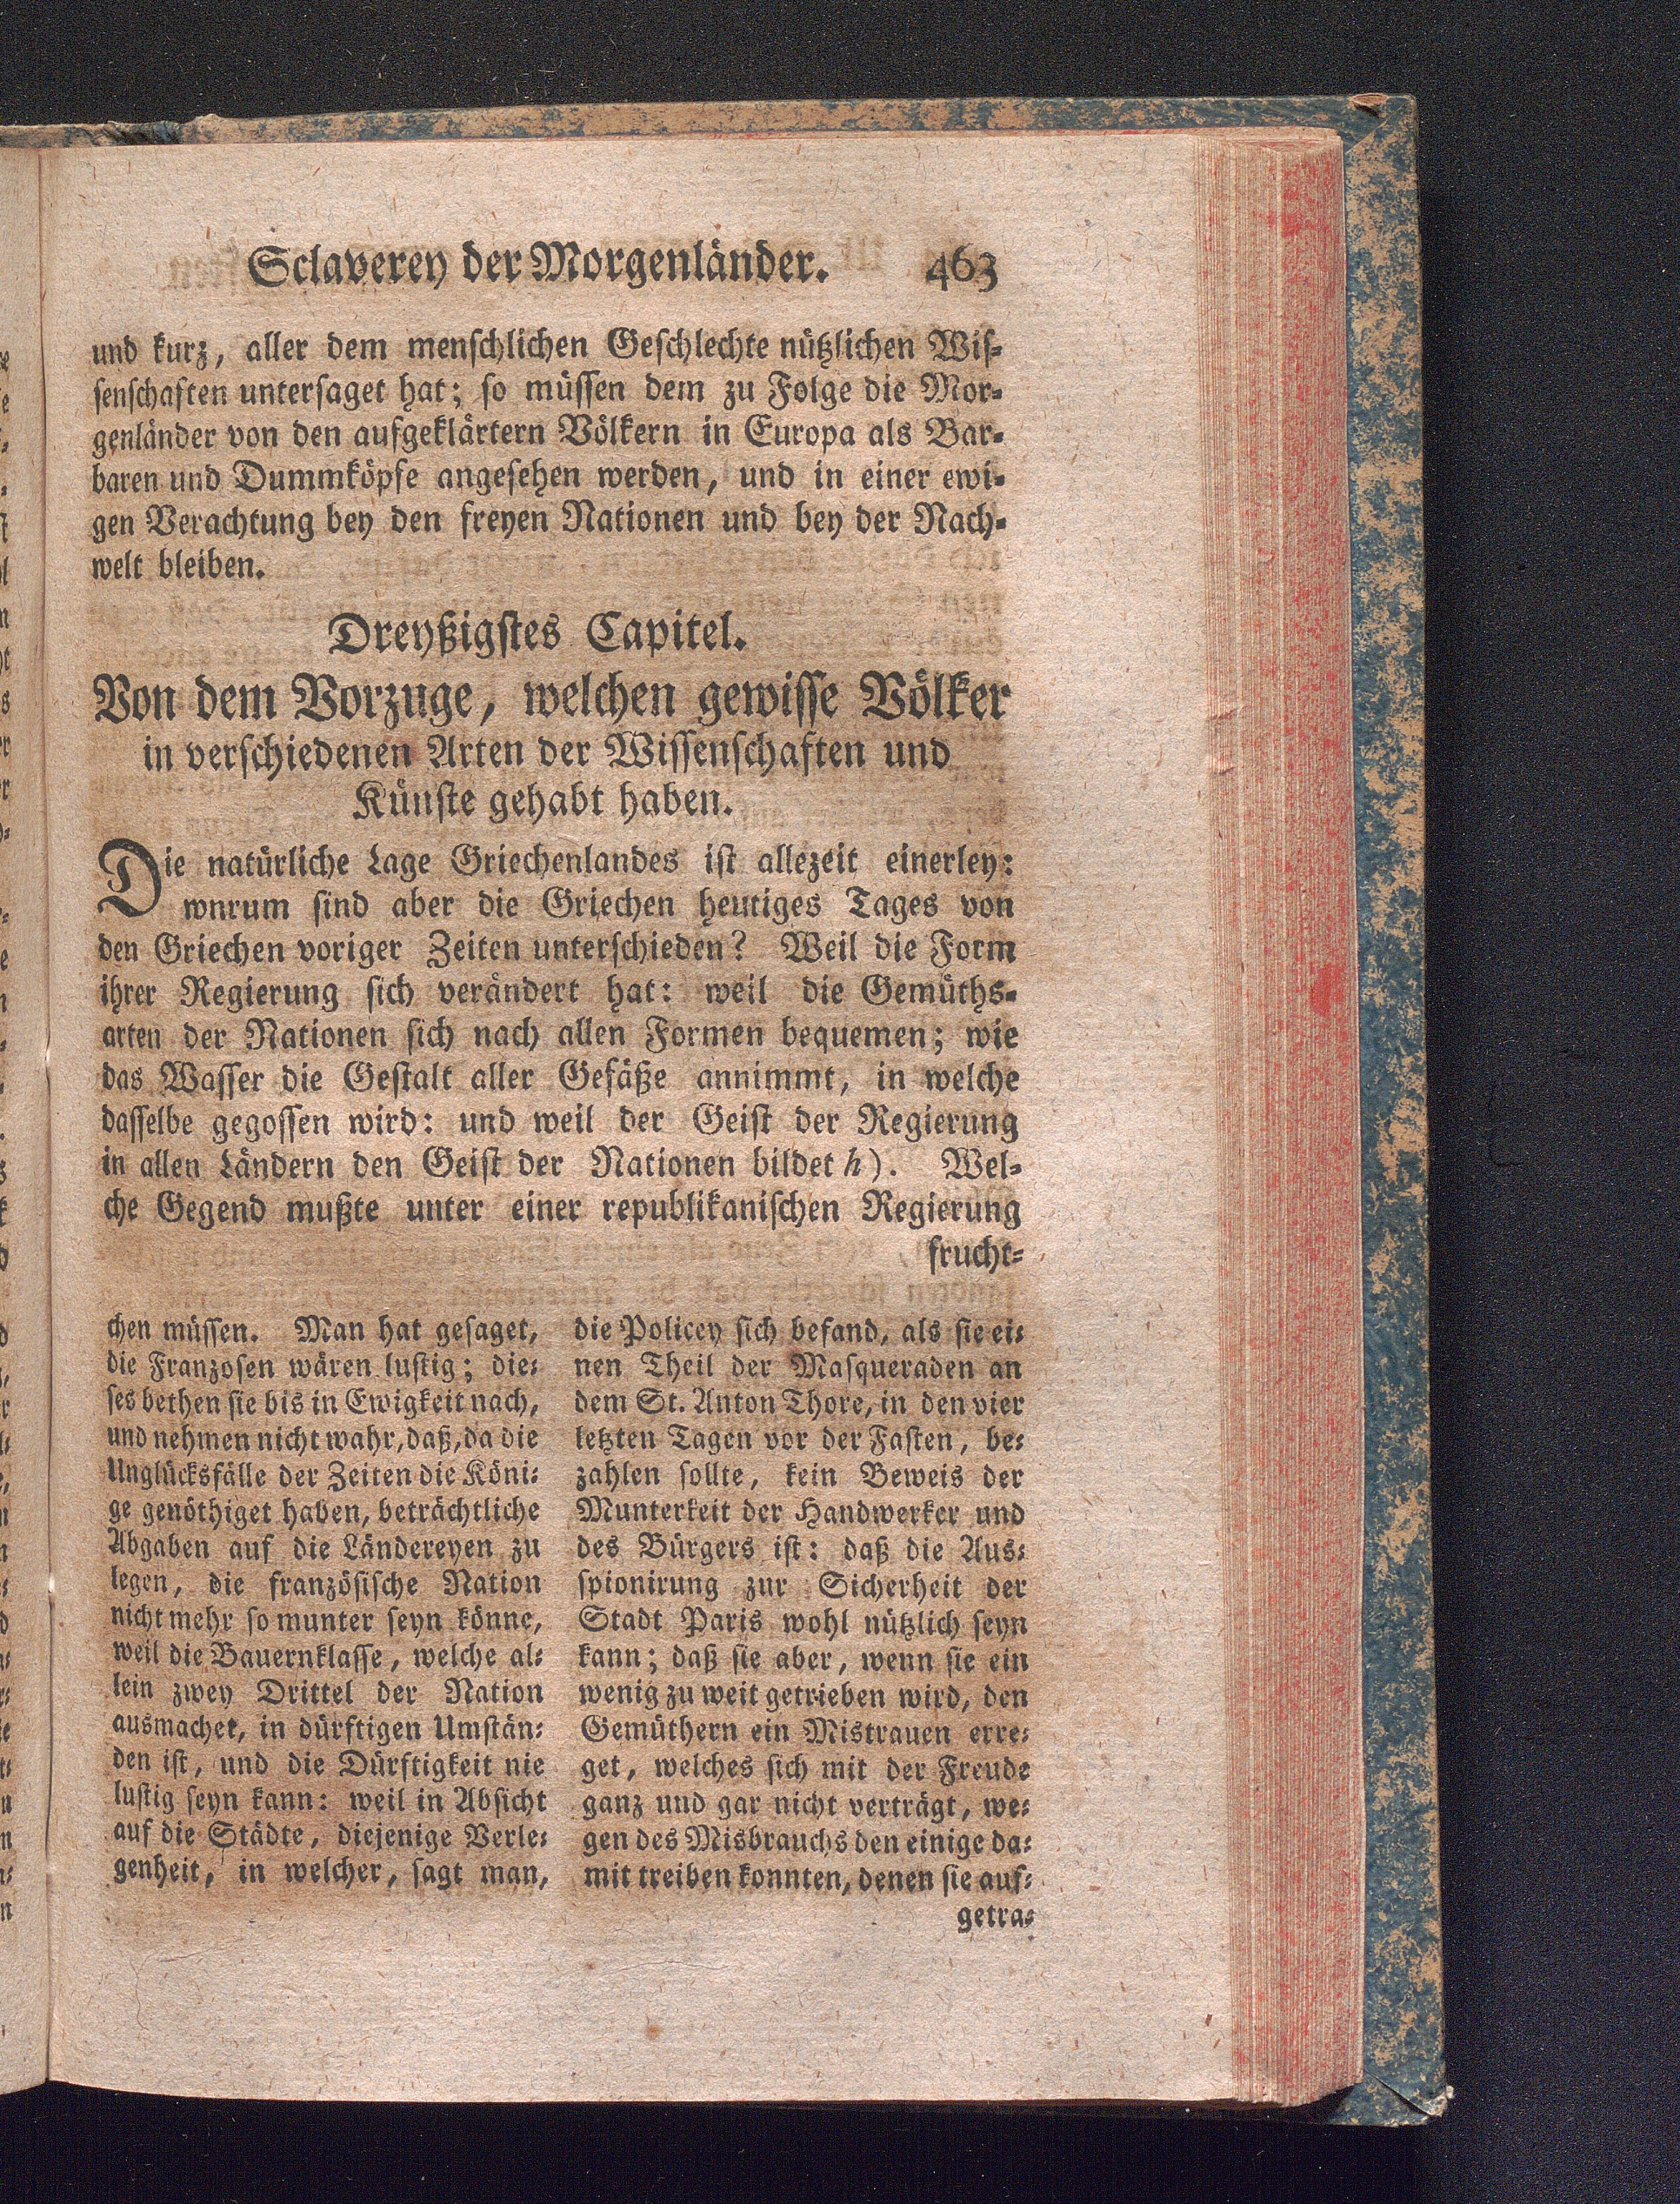 Sclaverey der Morgenländer. 463
und kurz, aller dem menschlichen Geschlechte nützlichen Wis-
senschaften untersaget hat; so müssen dem zu Folge die Mor-
genländer von den aufgeklärtern Völkern in Europa als Bar-
baren und Dummköpfe angesehen werden, und in einer ewi-
gen Verachtung bey den freyen Nationen und bey der Nach-
welt bleiben.
Dreyßigstes Capitel.
Von dem Vorzuge, welchen gewisse Völker
in verschiedenen Arten der Wissenschaften und
Künste gehabt haben.
Die natürliche Lage Griechenlandes ist allezeit einerley:
wnrum sind aber die Griechen heutiges Tages von
den Griechen voriger Zeiten unterschieden? Weil die Form
ihrer Regierung sich verändert hat: weil die Gemüths-
arten der Nationen sich nach allen Formen bequemen; wie
das Wasser die Gestalt aller Gefäße annimmt, in welche
dasselbe gegossen wird: und weil der Geist der Regierung
in allen Ländern den Geist der Nationen bildet h). Wel-
che Gegend mußte unter einer republikanischen Regierung
frucht-
chen müssen. Man hat gesaget,
die Franzosen wären lustig; die-
ses bethen sie bis in Ewigkeit nach,
und nehmen nicht wahr, daß, da die
Unglücksfälle der Zeiten die Köni-
ge genöthiget haben, beträchtliche
Abgaben auf die Ländereyen zu
legen, die französische Nation
nicht mehr so munter seyn könne,
weil die Bauernklasse, welche al-
lein zwey Drittel der Nation
ausmachet, in dürftigen Umstän-
den ist, und die Dürftigkeit nie
lustig seyn kann: weil in Absicht
auf die Städte, diejenige Verle-
genheit, in welcher, sagt man,
die Policey sich befand, als sie ei-
nen Theil der Masqueraden an
dem St. Anton Thore, in den vier
letzten Tagen vor der Fasten, be-
zahlen sollte, kein Beweis der
Munterkeit der Handwerker und
des Bürgers ist: daß die Aus-
spionirung zur Sicherheit der
Stadt Paris wohl nützlich seyn
kann; daß sie aber, wenn sie ein
wenig zu weit getrieben wird, den
Gemüthern ein Mistrauen erre-
get, welches sich mit der Freude
ganz und gar nicht verträgt, we-
gen des Misbrauchs den einige da-
mit treiben konnten, denen sie auf-
getra-